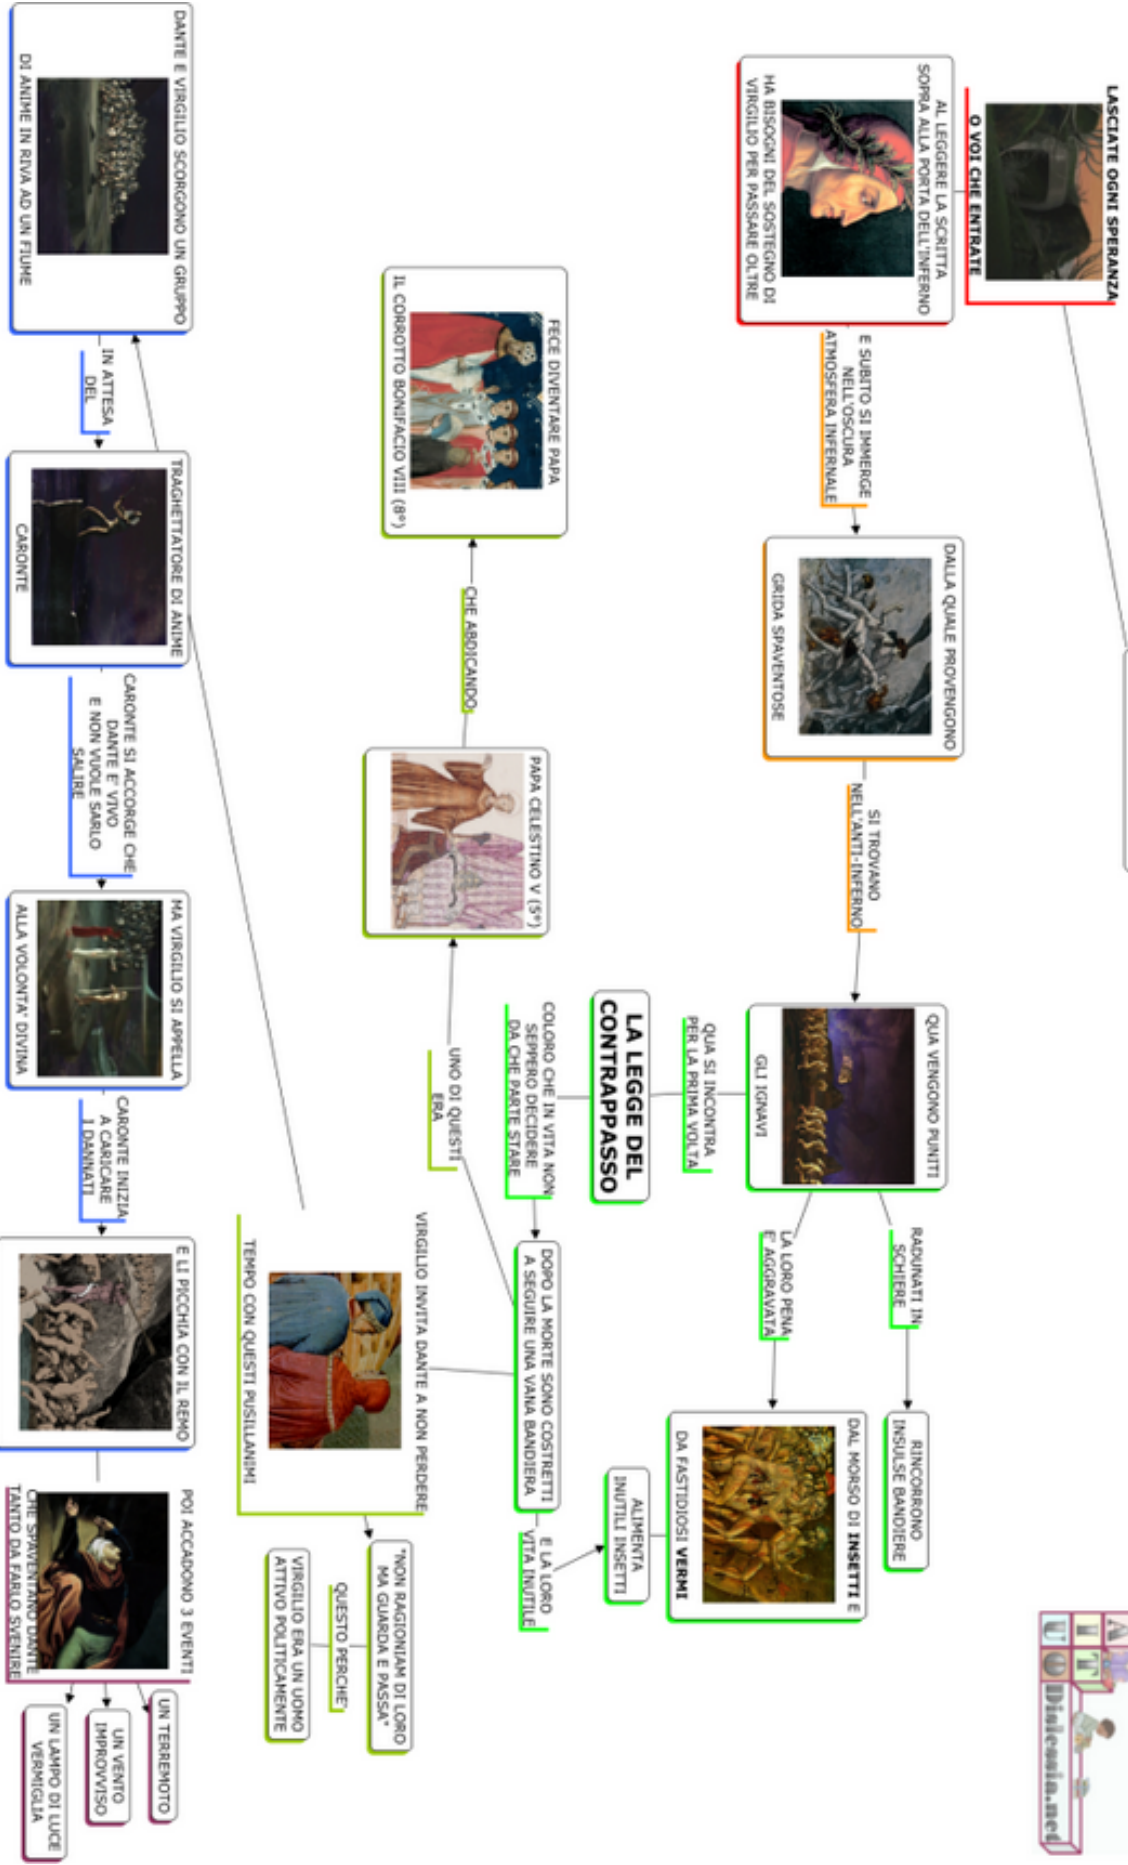 LASCIATE OGNI SPERANZA
O VOI CHE ENTRATE
AL LEGGERE LA SCRITTA
SOPRA ALLA PORTA DELL'INFERNO
HA BISOGNI DEL SOSTEGNO DI
VIRGILIO PER PASSARE OLTRE
E SUBITO SI IMMERGE
NELL'OSCURA
ATMOSFERA INFERNALE
DALLA QUALE PROVENGONO
GRIDA SPAVENTOSE
SI TROVANO
NELL'ANTI-INFERNO
QUA VENGONO PUNITI
GLI IGNAVI
RADUNATI IN
SCHIERE
RINCORRONO
INSULSE BANDIERE
LA LORO PENA
E' AGGRAVATA
DAL MORSO DI INSETTI E
DA FASTIDIOSI VERMI
QUA SI INCONTRA
PER LA PRIMA VOLTA
LA LEGGE DEL
CONTRAPPASSO
COLORO CHE IN VITA NON
SEPPERO DECIDERE
DA CHE PARTE STARE
DOPO LA MORTE SONO COSTRETTI
A SEGUIRE UNA VANA BANDIERA
E LA LORO
VITA INUTILE
ALIMENTA
INUTILI INSETTI
UNO DI QUESTI
ERA
PAPA CELESTINO V (5°)
CHE ABDICANDO
FECE DIVENTARE PAPA
IL CORROTTO BONIFACIO VIII (8°)
VIRGILIO INVITA DANTE A NON PERDERE
TEMPO CON QUESTI PUSILLANIMI
"NON RAGIONIAM DI LORO
MA GUARDA E PASSA"
QUESTO PERCHE'
VIRGILIO ERA UN UOMO
ATTIVO POLITICAMENTE
DANTE E VIRGILIO SCORGONO UN GRUPPO
DI ANIME IN RIVA AD UN FIUME
IN ATTESA
DEL
TRAGHETTATORE DI ANIME
CARONTE
CARONTE SI ACCORGE CHE
DANTE E' VIVO
E NON VUOLE SARLO
SALIRE
MA VIRGILIO SI APPELLA
ALLA VOLONTA' DIVINA
CARONTE INIZIA
A CARICARE
I DANNATI
E LI PICCHIA CON IL REMO
POI ACCADONO 3 EVENTI
CHE SPAVENTANO DANTE
TANTO DA FARLO SVENIRE
UN TERREMOTO
UN VENTO
IMPROVVISO
UN LAMPO DI LUCE
VERMIGLIA
A
I T
U O
Dislessia.net